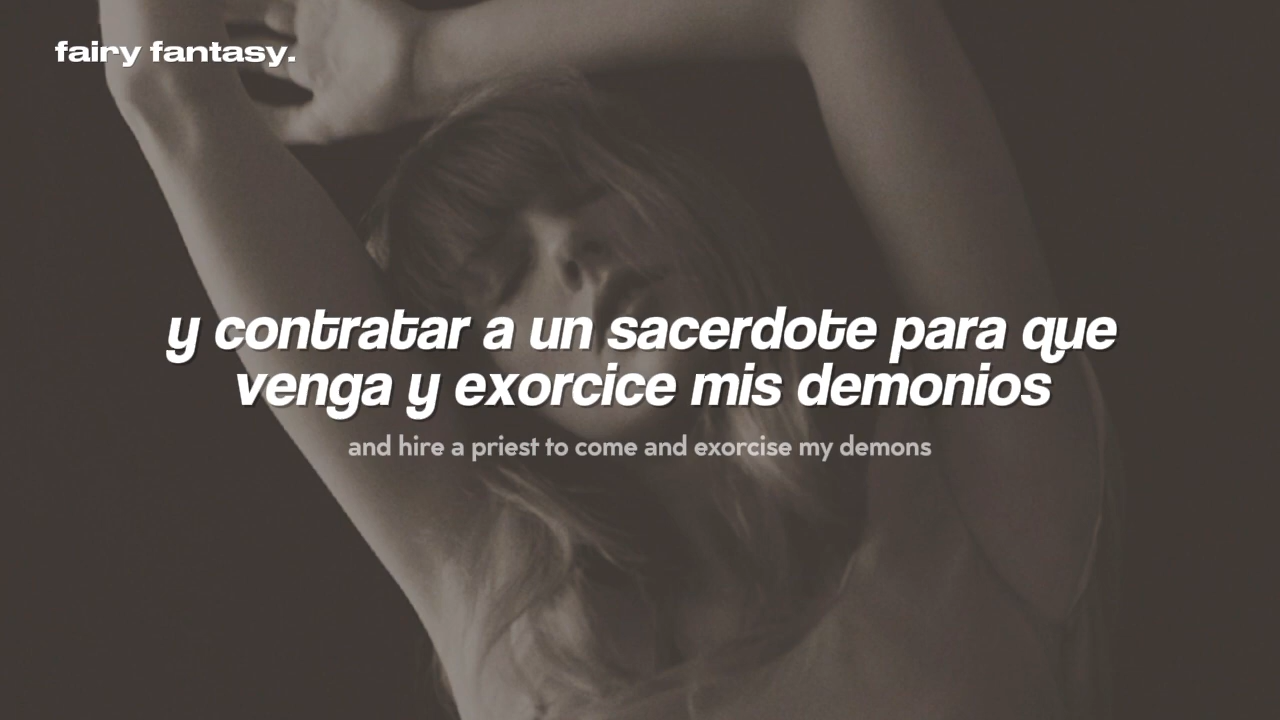 fairy fantasy.
y contratar a un sacerdote para que
venga y exorcice mis demonios
and hire a priest to come and exorcise my demons